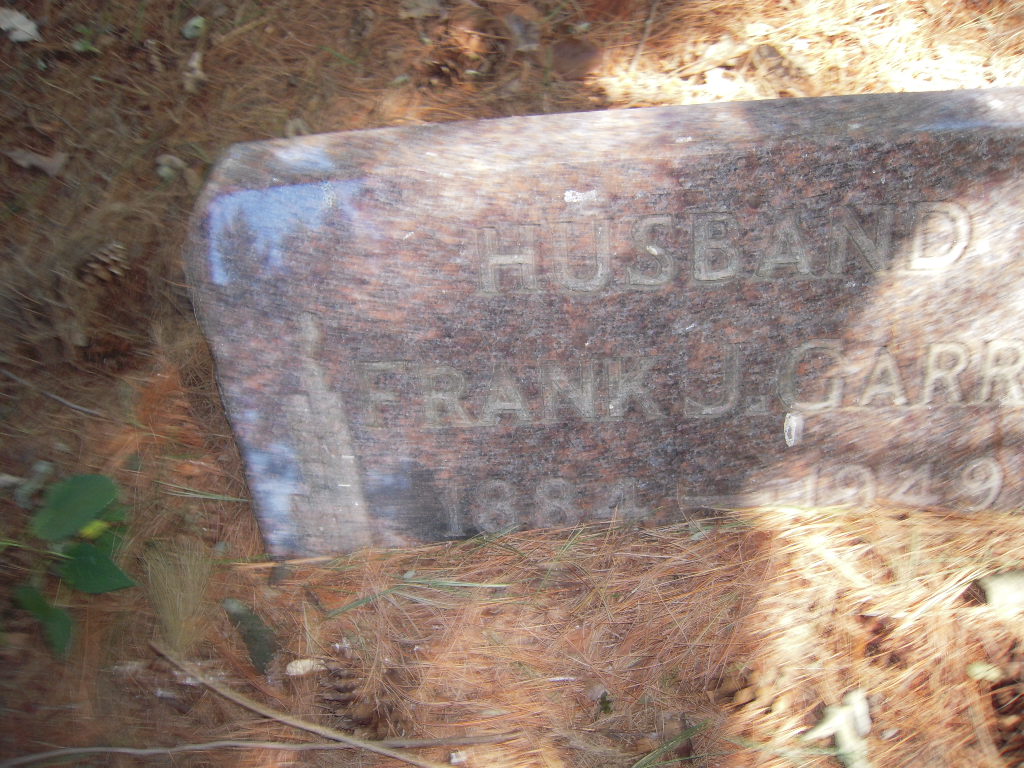 HUSBAND
FRANK J. GARR
1884 – 1949